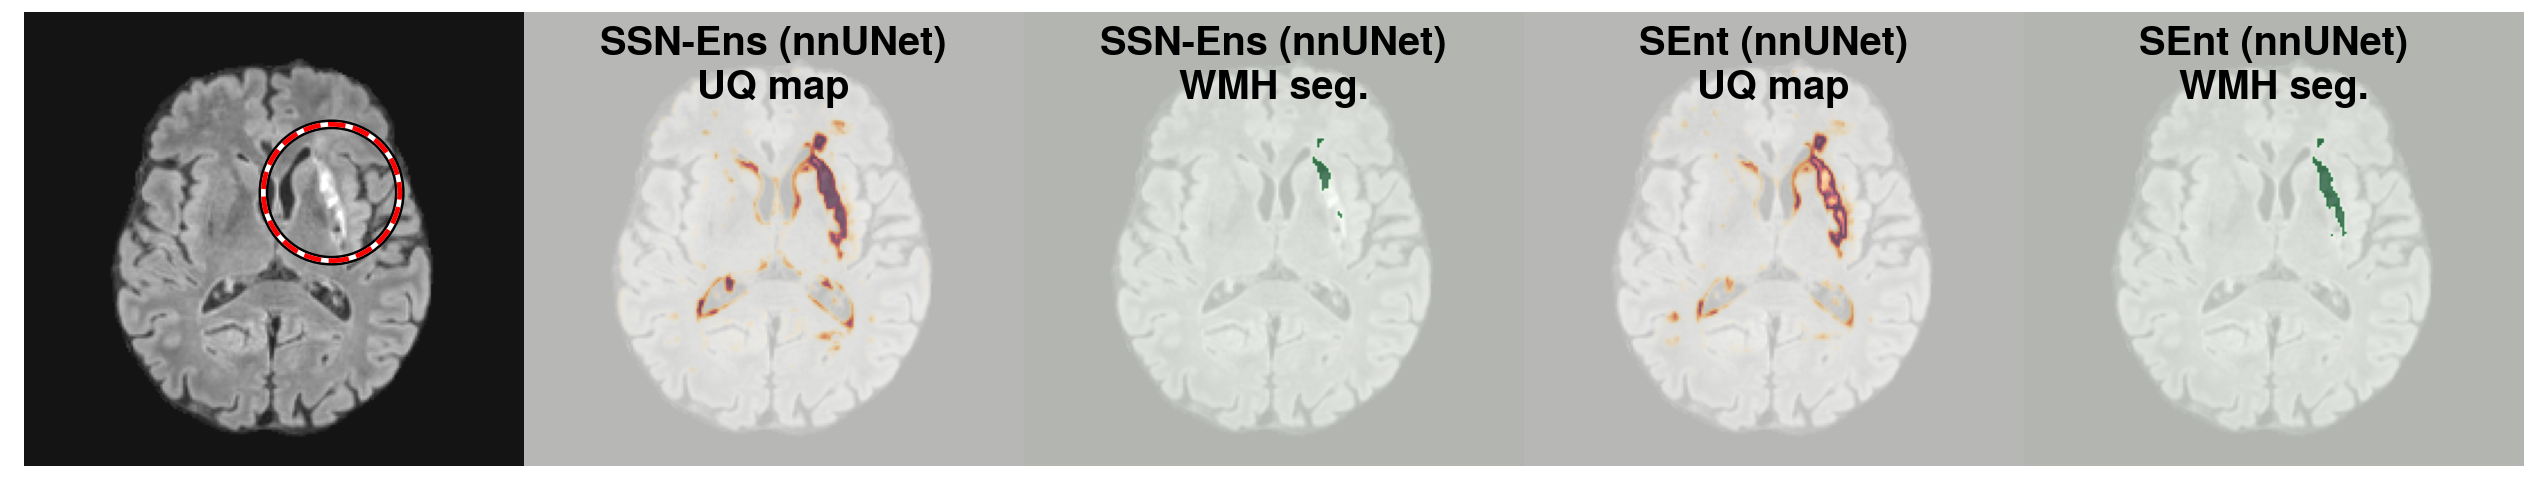 SSN-Ens (nnUNet)
UQ map
SSN-Ens (nnUNet)
WMH seg.
SEnt (nnUNet)
UQ map
SEnt (nnUNet)
WMH seg.